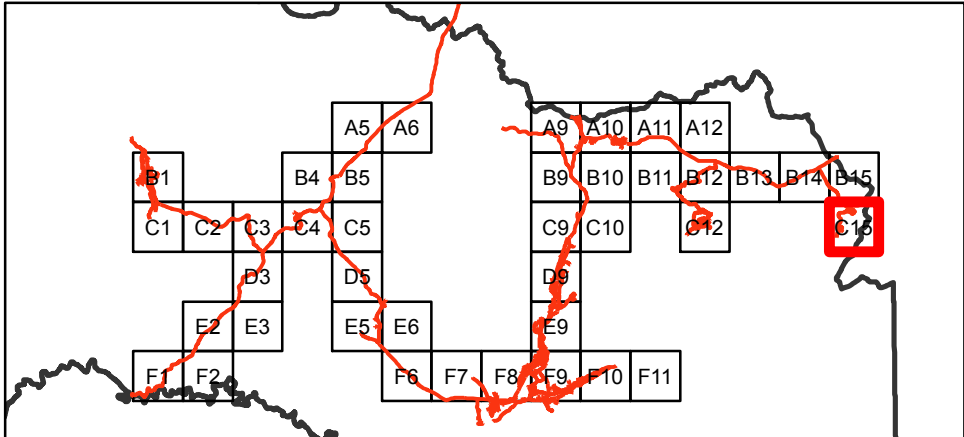 A5 A6 A9 A10 A11 A12
B1 B4 B5 B9 B10 B11 B12 B13 B14 B15
C1 C2 C3 C4 C5 C9 C10 C12 C15
D3 D5 D9
E2 E3 E5 E6 E9
F1 F2 F6 F7 F8 F9 F10 F11